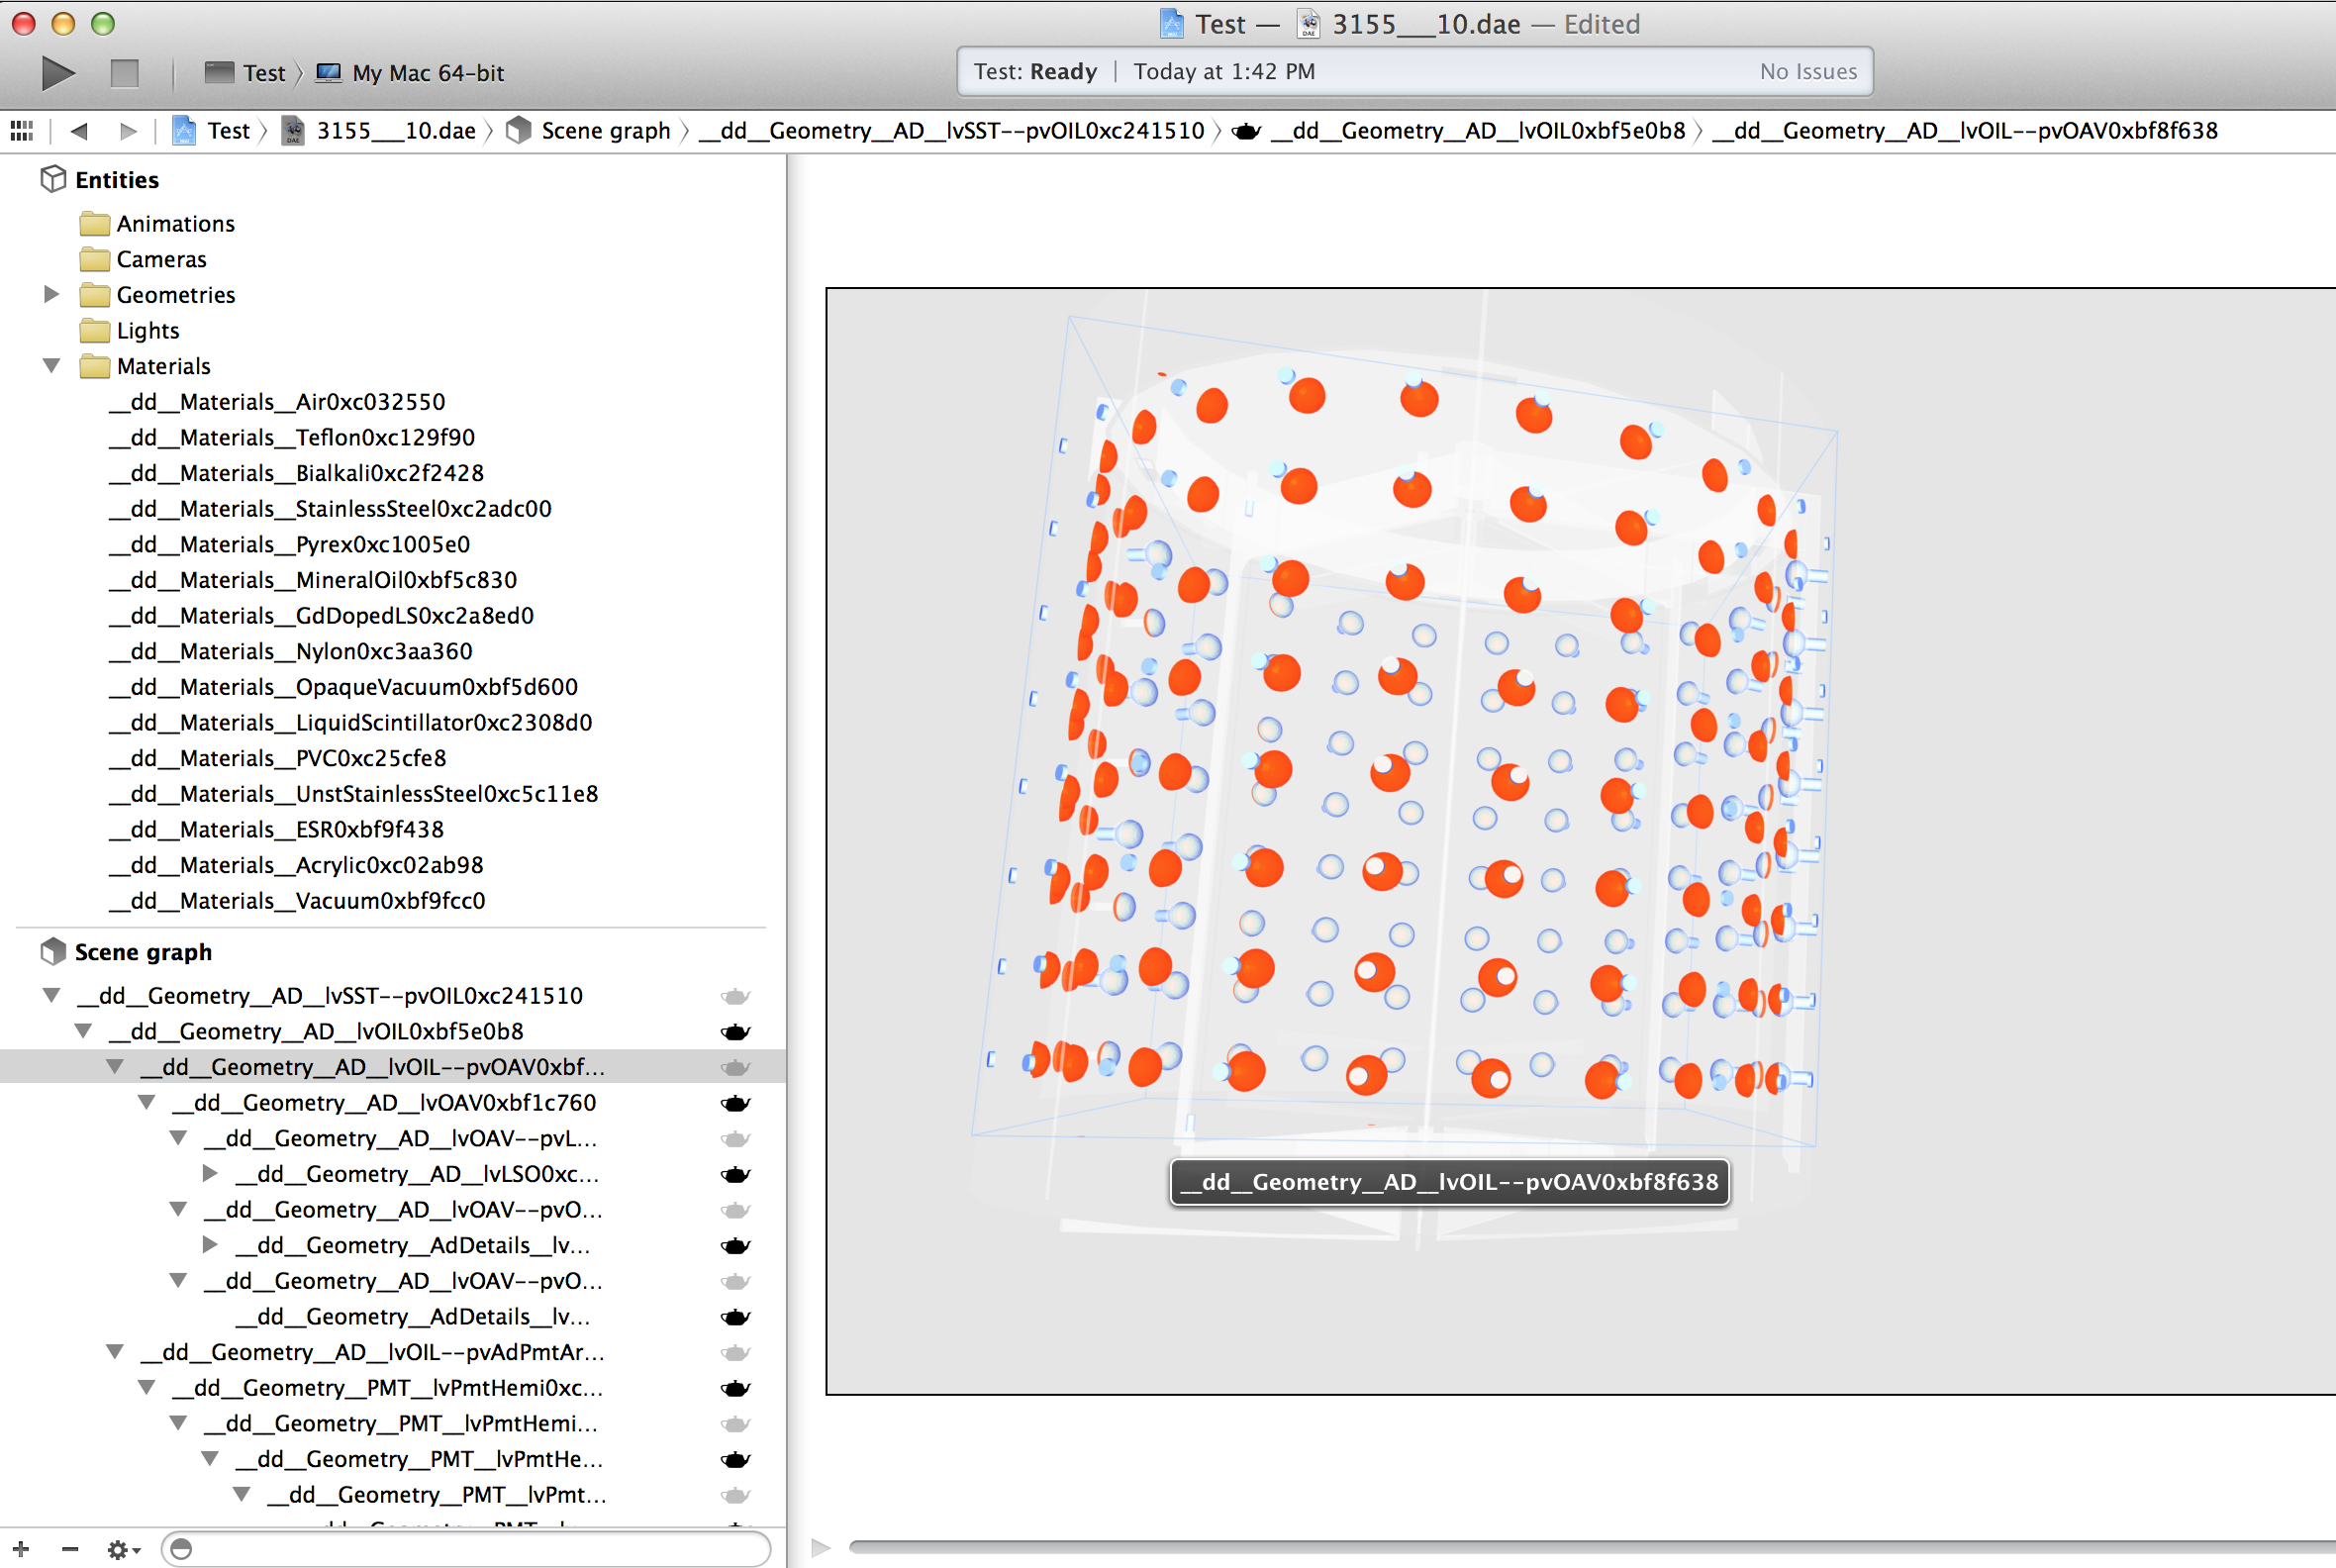 Test — 3155___10.dae — Edited
Test My Mac 64-bit
Test: Ready | Today at 1:42 PM No Issues
Test 3155___10.dae Scene graph __dd__Geometry__AD__lvSST--pvOIL0xc241510 __dd__Geometry__AD__lvOIL0xbf5e0b8 __dd__Geometry__AD__lvOIL--pvOAV0xbf8f638
Entities
Animations
Cameras
Geometries
Lights
Materials
__dd__Materials__Air0xc032550
__dd__Materials__Teflon0xc129f90
__dd__Materials__Bialkali0xc2f2428
__dd__Materials__StainlessSteel0xc2adc00
__dd__Materials__Pyrex0xc1005e0
__dd__Materials__MineralOil0xbf5c830
__dd__Materials__GdDopedLS0xc2a8ed0
__dd__Materials__Nylon0xc3aa360
__dd__Materials__OpaqueVacuum0xbf5d600
__dd__Materials__LiquidScintillator0xc2308d0
__dd__Materials__PVC0xc25cfe8
__dd__Materials__UnstStainlessSteel0xc5c11e8
__dd__Materials__ESR0xbf9f438
__dd__Materials__Acrylic0xc02ab98
__dd__Materials__Vacuum0xbf9fcc0
Scene graph
__dd__Geometry__AD__lvSST--pvOIL0xc241510
__dd__Geometry__AD__lvOIL0xbf5e0b8
__dd__Geometry__AD__lvOIL--pvOAV0xbf...
__dd__Geometry__AD__lvOAV0xbf1c760
__dd__Geometry__AD__lvOAV--pvL...
__dd__Geometry__AD__lvLSO0xc...
__dd__Geometry__AD__lvOAV--pvO...
__dd__Geometry__AdDetails__lv...
__dd__Geometry__AD__lvOAV--pvO...
__dd__Geometry__AdDetails__lv...
__dd__Geometry__AD__lvOIL--pvAdPmtAr...
__dd__Geometry__PMT__lvPmtHemi0xc...
__dd__Geometry__PMT__lvPmtHemi...
__dd__Geometry__PMT__lvPmtHe...
__dd__Geometry__PMT__lvPmt...
__dd__Geometry__AD__lvOIL--pvOAV0xbf8f638